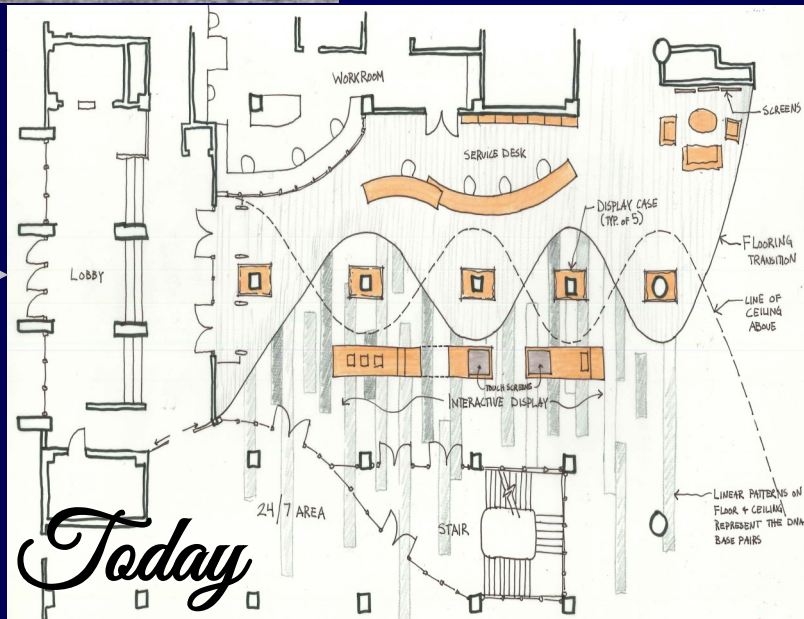 WORKROOM
SCREENS
SERVICE DESK
DISPLAY CASE
(TYP. OF 5)
FLOORING
TRANSITION
LOBBY
LINE OF
CEILING
ABOVE
TOUCH SCREENS
INTERACTIVE DISPLAY
24/7 AREA
STAIR
LINEAR PATTERNS ON
FLOOR & CEILING
REPRESENT THE DNA
BASE PAIRS
Today